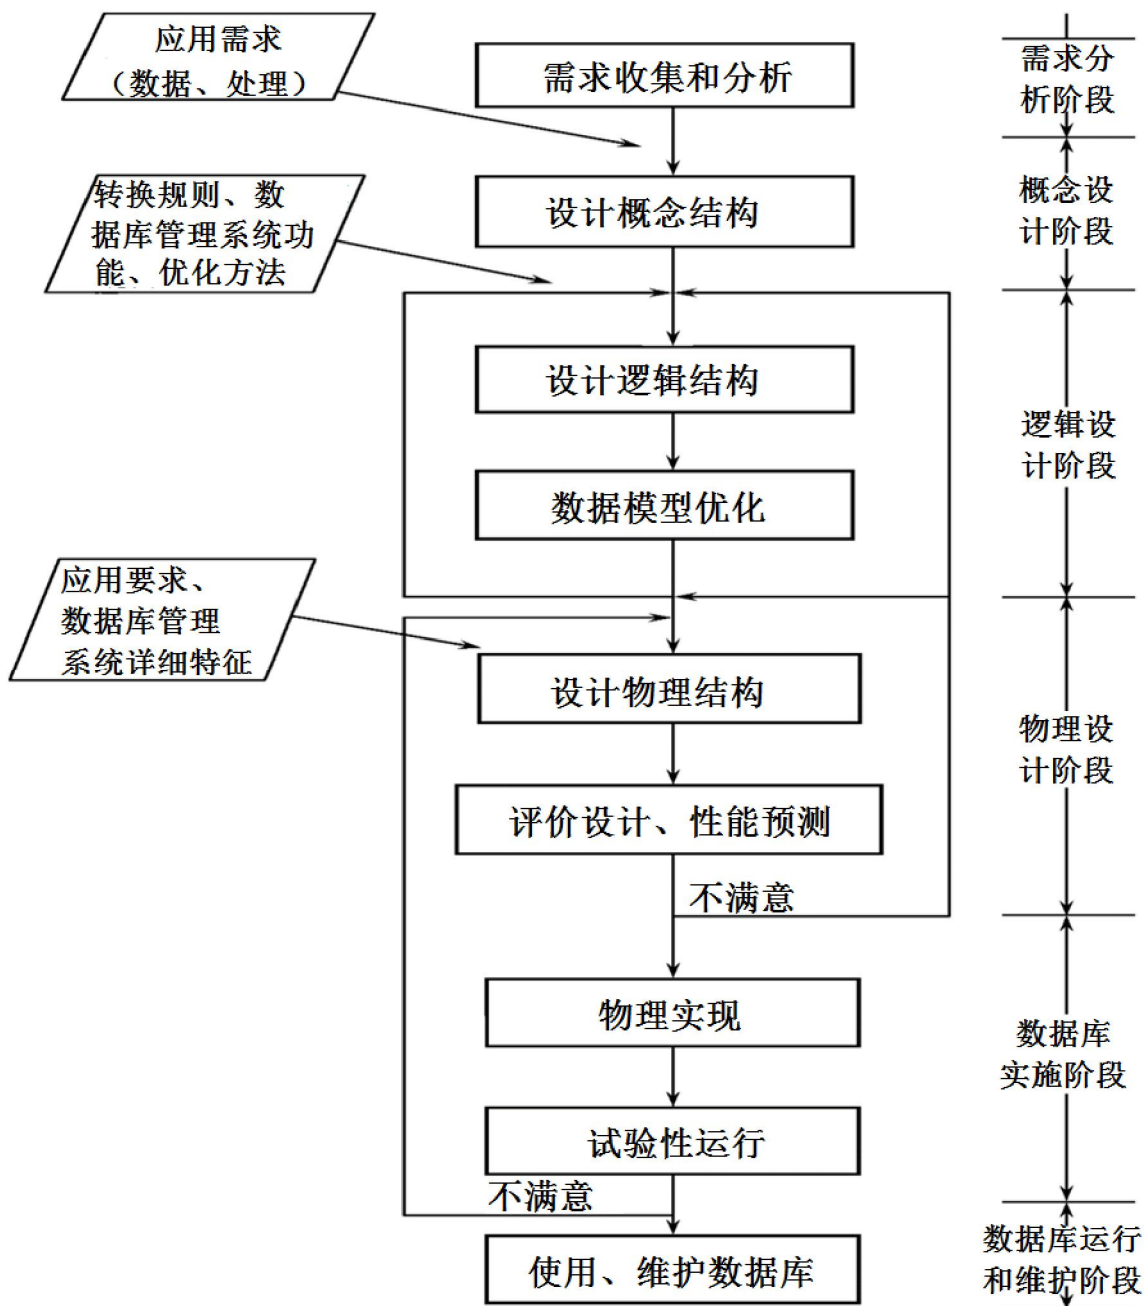 应用需求
（数据、处理）
需求收集和分析
需求分
析阶段
转换规则、数
据库管理系统功
能、优化方法
设计概念结构
概念设
计阶段
设计逻辑结构
数据模型优化
逻辑设
计阶段
应用要求、
数据库管理
系统详细特征
设计物理结构
评价设计、性能预测
不满意
物理设
计阶段
物理实现
试验性运行
不满意
数据库
实施阶段
使用、维护数据库
数据库运行
和维护阶段